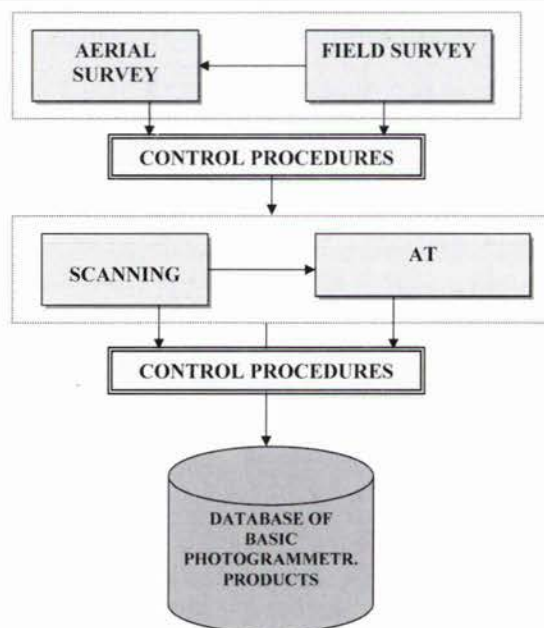 AERIAL
SURVEY
FIELD SURVEY
CONTROL PROCEDURES
SCANNING
AT
CONTROL PROCEDURES
DATABASE OF
BASIC
PHOTOGRAMMETR.
PRODUCTS